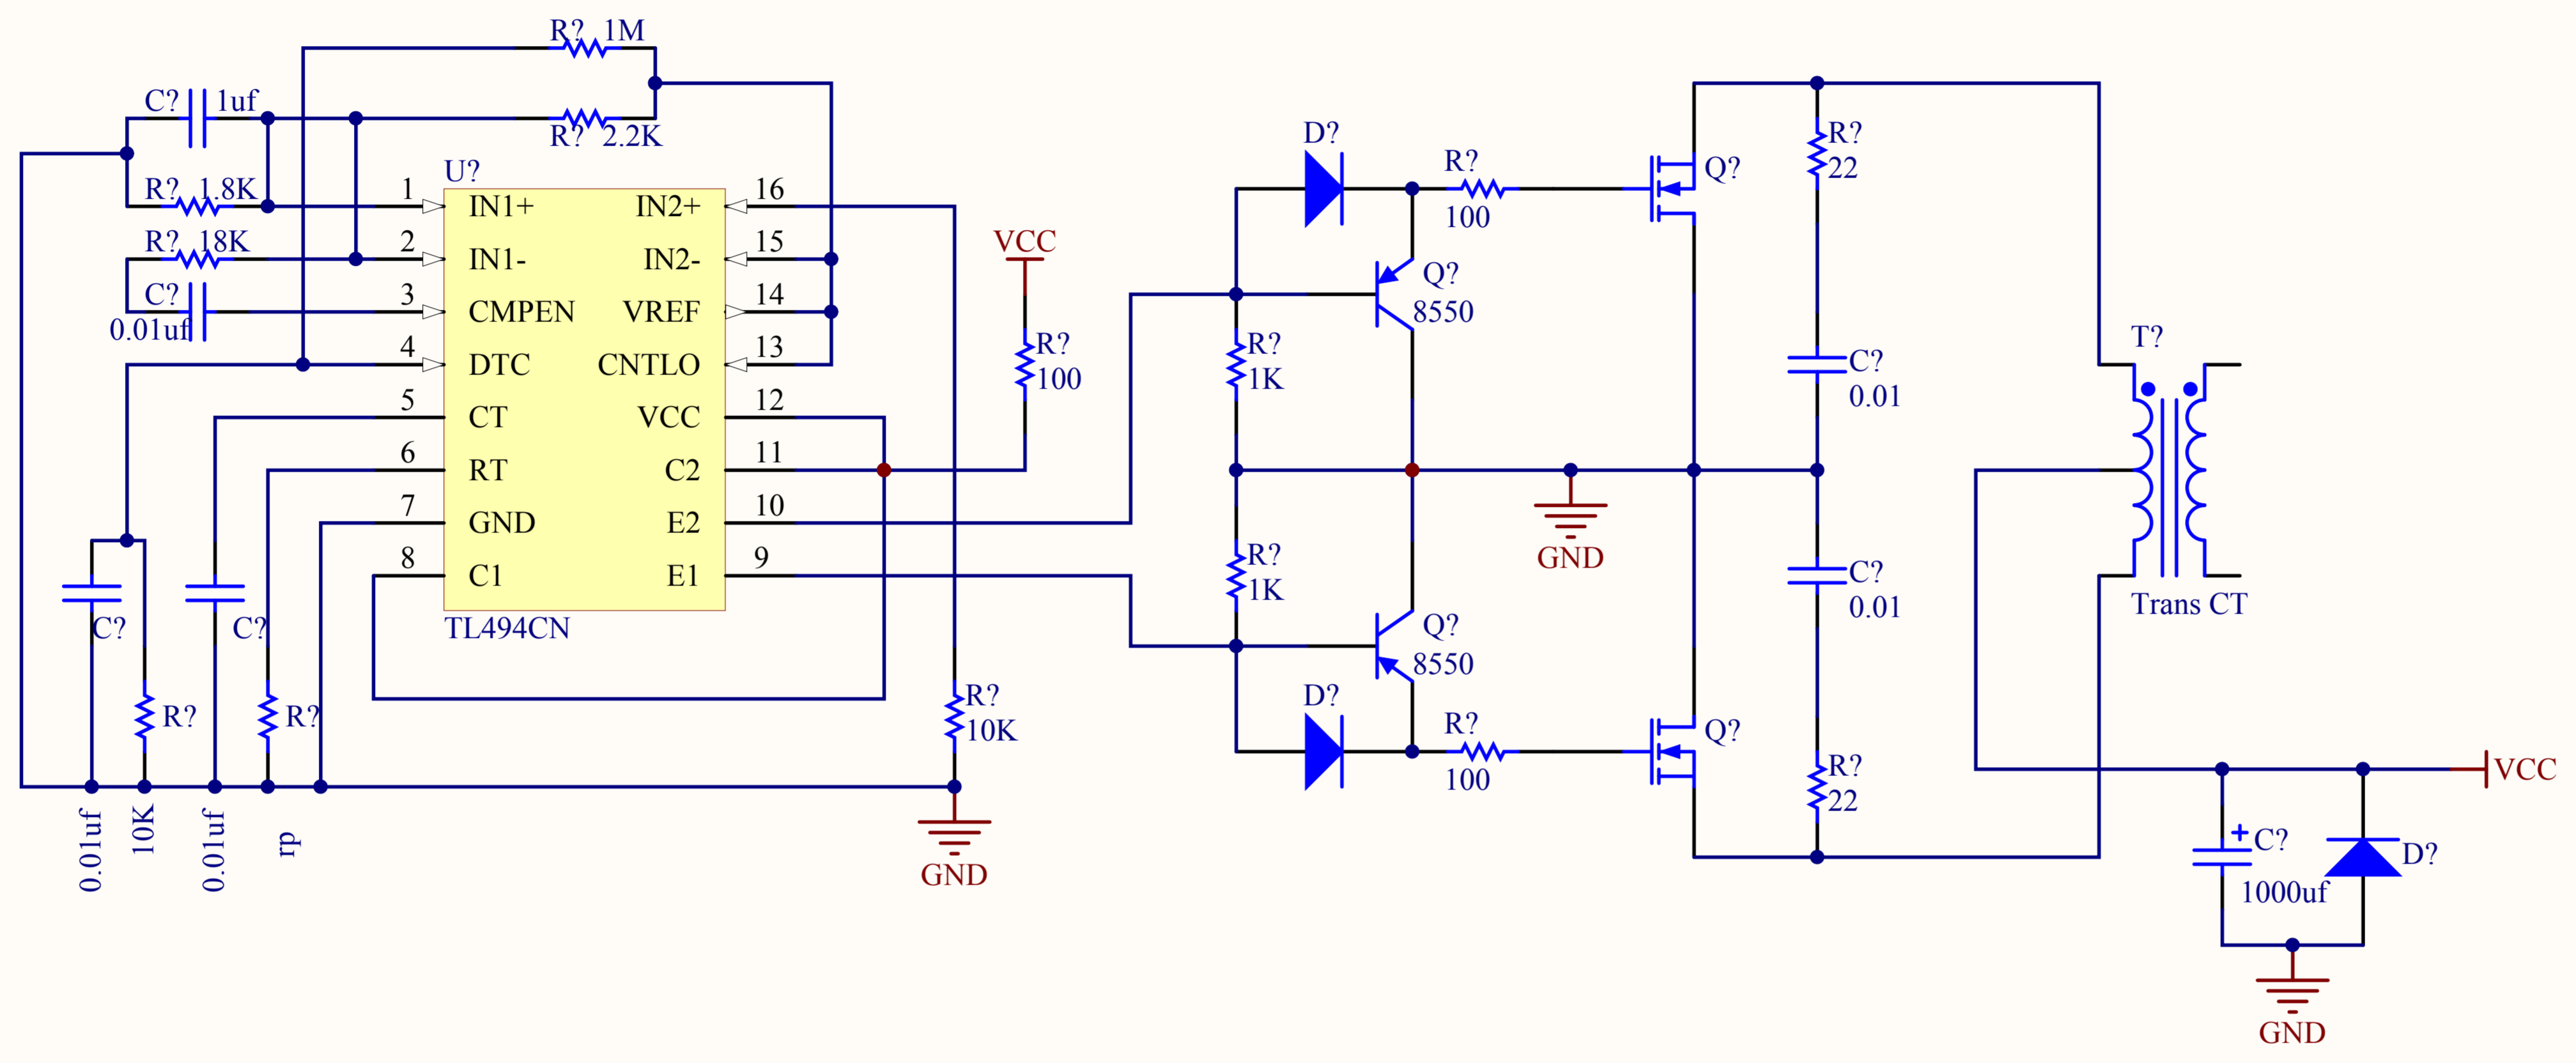 R? 1M
C? 1uf
R? 2.2K
R? 1.8K
R? 18K
C?
0.01uf
U?
1 IN1+ IN2+ 16
2 IN1- IN2- 15
3 CMPEN VREF 14
4 DTC CNTLO 13
5 CT VCC 12
6 RT C2 11
7 GND E2 10
8 C1 E1 9
TL494CN
C?
C?
R?
R?
0.01uf
10K
0.01uf
rp
VCC
R?
100
R?
10K
GND
D?
R?
100
Q?
Q?
8550
R?
1K
R?
1K
GND
Q?
8550
D?
R?
100
Q?
R?
22
C?
0.01
C?
0.01
R?
22
T?
Trans CT
VCC
+ C?
1000uf
D?
GND